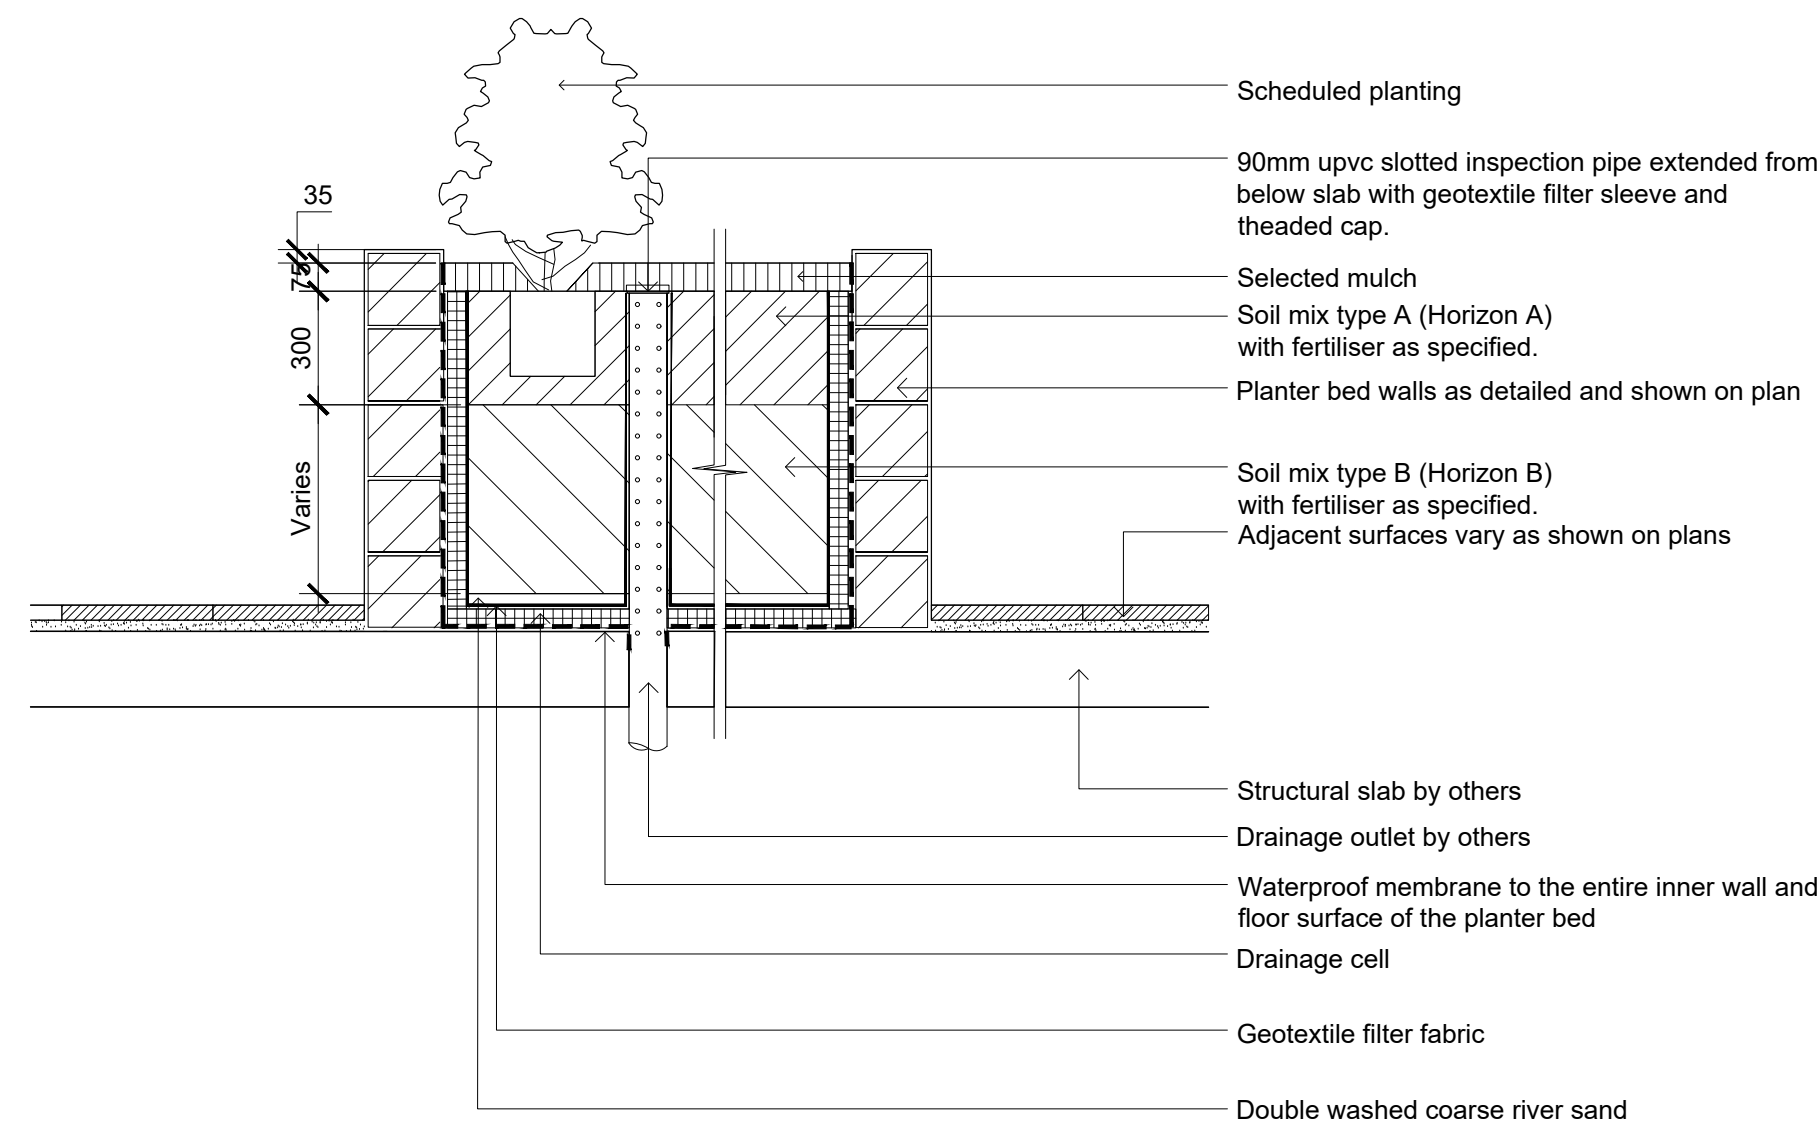 Scheduled planting
90mm upvc slotted inspection pipe extended from
below slab with geotextile filter sleeve and
theaded cap.
35
75
Selected mulch
Soil mix type A (Horizon A)
with fertiliser as specified.
300
Planter bed walls as detailed and shown on plan
Varies
Soil mix type B (Horizon B)
with fertiliser as specified.
Adjacent surfaces vary as shown on plans
Structural slab by others
Drainage outlet by others
Waterproof membrane to the entire inner wall and
floor surface of the planter bed
Drainage cell
Geotextile filter fabric
Double washed coarse river sand